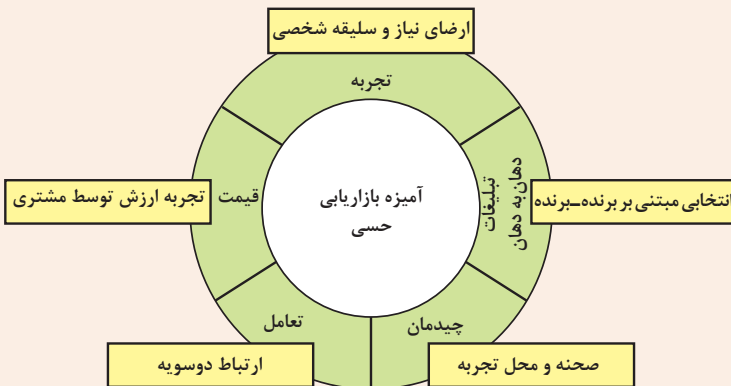 ارضای نیاز و سلیقه شخصی
تجربه
تبلیغات
دهان به دهان
انتخابی مبتنی بر برنده–برنده
آمیزه بازاریابی
حسی
قیمت
تجربه ارزش توسط مشتری
چیدمان
تعامل
صحنه و محل تجربه
ارتباط دوسویه